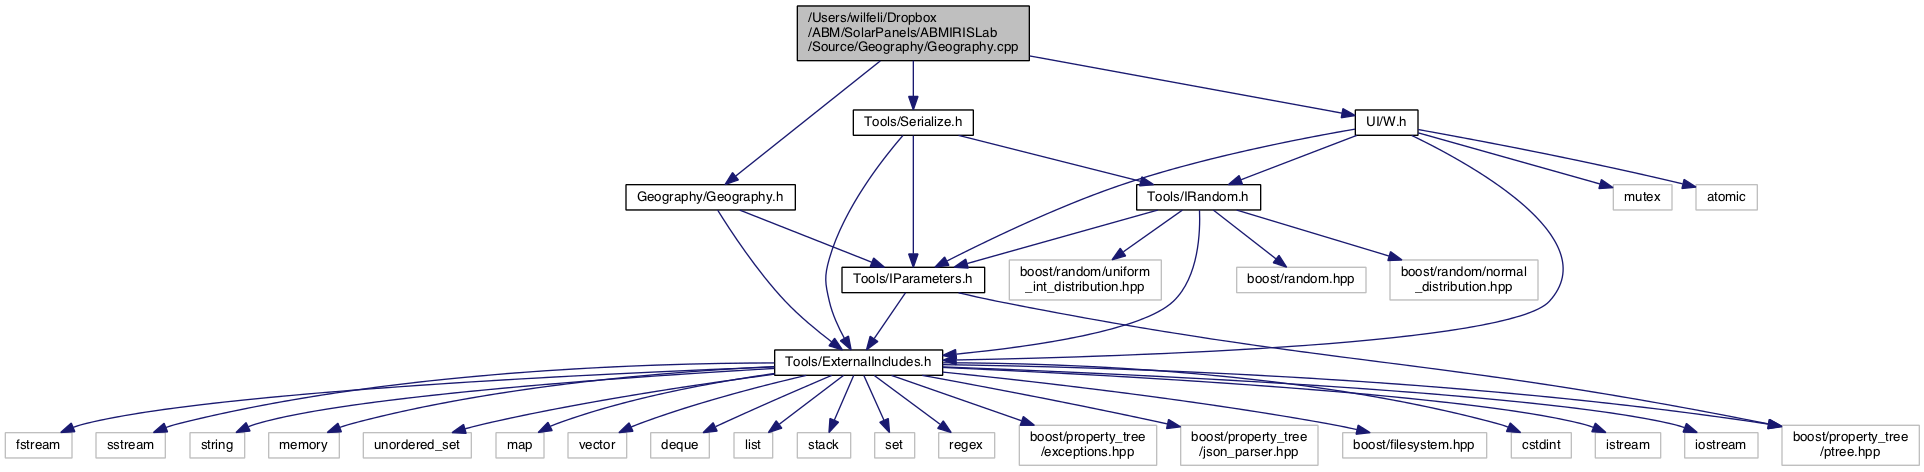 /Users/wilfeli/Dropbox
/ABM/SolarPanels/ABMIRISLab
/Source/Geography/Geography.cpp
Tools/Serialize.h
UI/W.h
Geography/Geography.h
Tools/IRandom.h
mutex
atomic
Tools/IParameters.h
boost/random/uniform
_int_distribution.hpp
boost/random.hpp
boost/random/normal
_distribution.hpp
Tools/ExternalIncludes.h
fstream
sstream
string
memory
unordered_set
map
vector
deque
list
stack
set
regex
boost/property_tree
/exceptions.hpp
boost/property_tree
/json_parser.hpp
boost/filesystem.hpp
cstdint
istream
iostream
boost/property_tree
/ptree.hpp